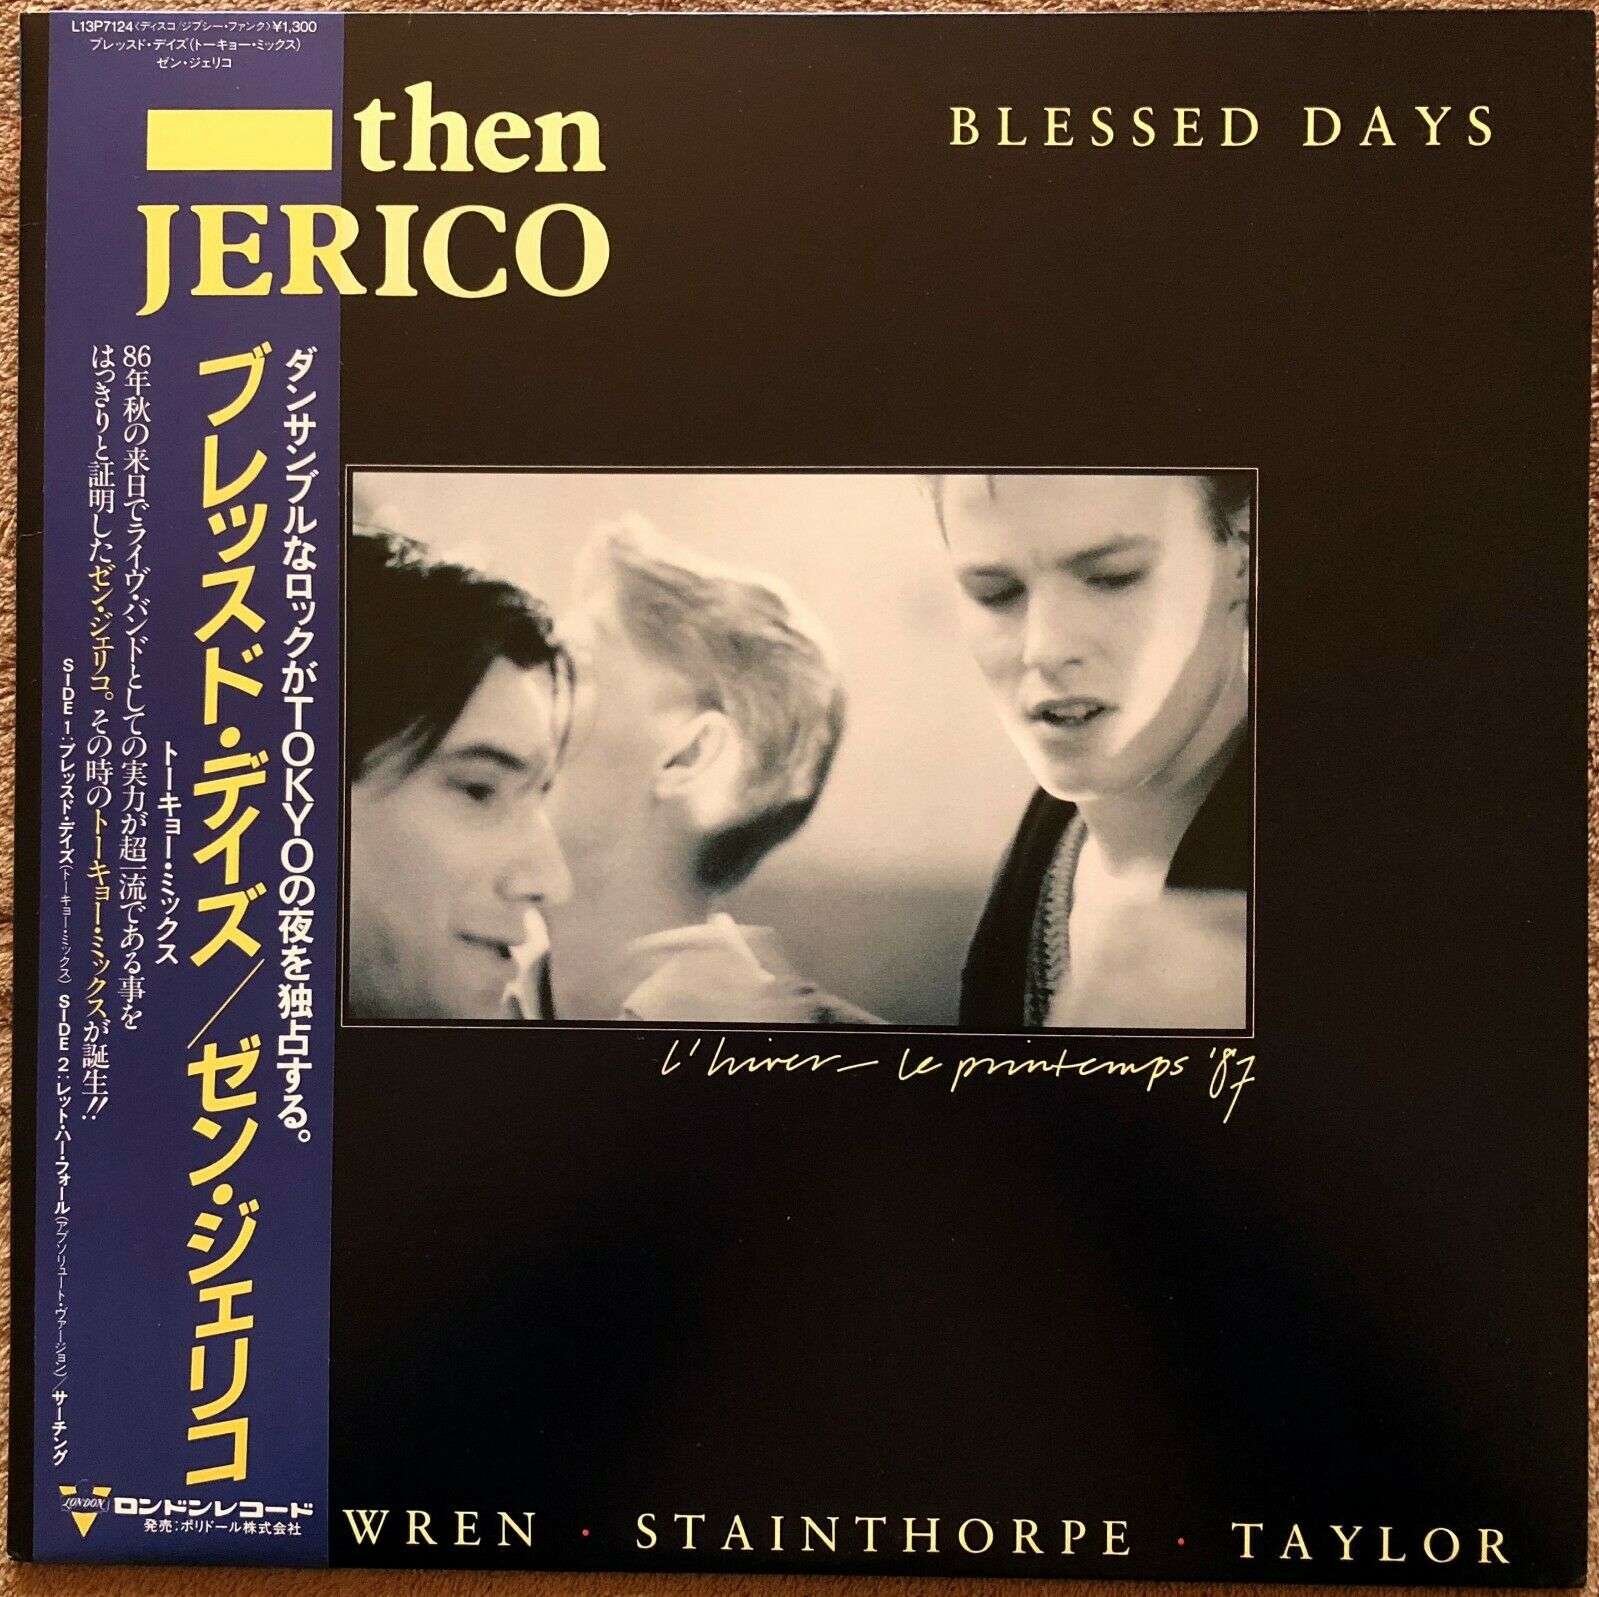 L13P7124〈ディスコ/ジプシー・ファンク〉¥1,300
ブレッスド・デイズ(トーキョー・ミックス)
ゼン・ジェリコ
then
JERICO
BLESSED DAYS
ダンサンブルなロックがTOKYOの夜を独占する。
ブレッスド・デイズ/ゼン・ジェリコ
トーキョー・ミックス
86年秋の来日でライヴ・バンドとしての実力が超一流である事を
はっきりと証明したゼン・ジェリコ。その時のトーキョー・ミックスが誕生!!
SIDE 1:ブレッスド・デイズ(トーキョー・ミックス) SIDE 2:レット・ハー・フォール(アブソリュート・ヴァージョン)/サーチング
l'hiver – le printemps '87
LONDON
ロンドンレコード
発売:ポリドール株式会社
WREN · STAINTHORPE · TAYLOR